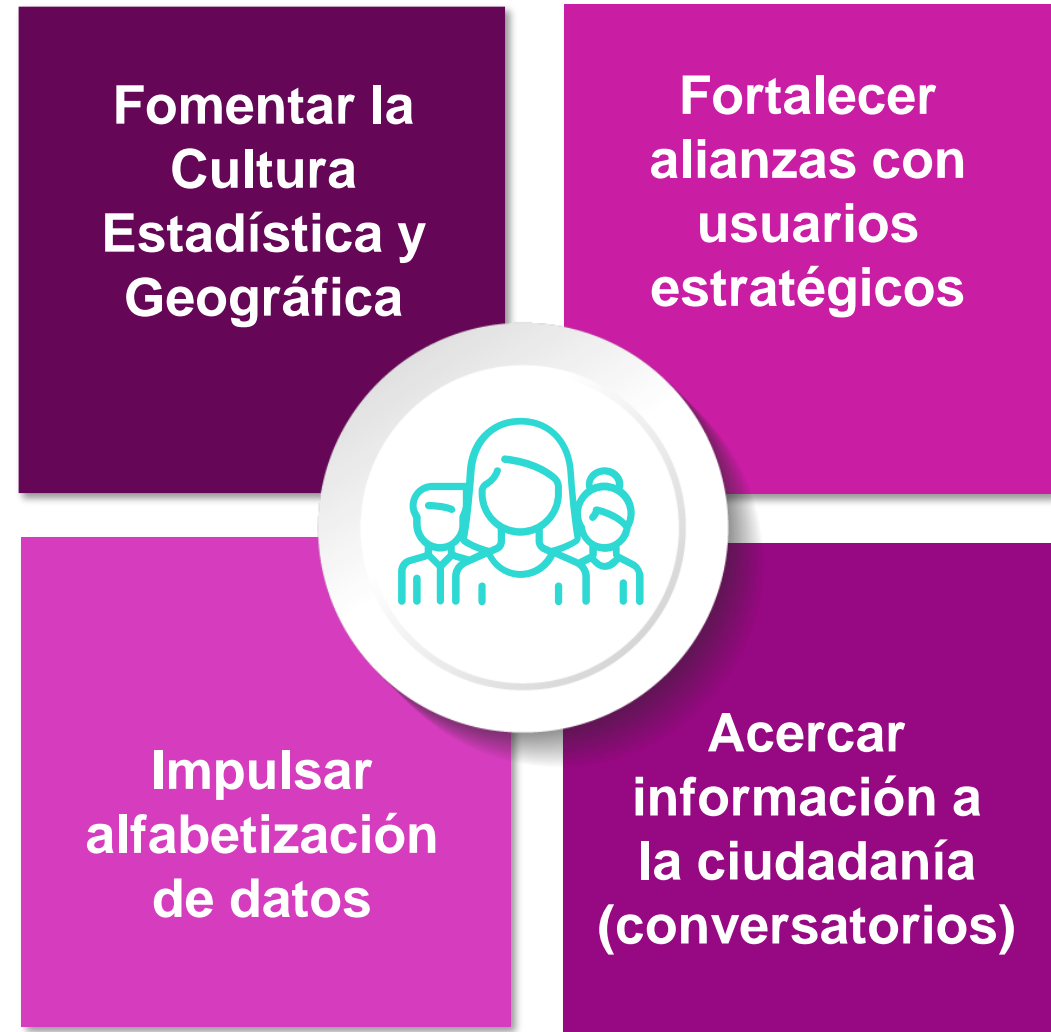 Fomentar la
Cultura
Estadística y
Geográfica
Fortalecer
alianzas con
usuarios
estratégicos
Impulsar
alfabetización
de datos
Acercar
información a
la ciudadanía
(conversatorios)